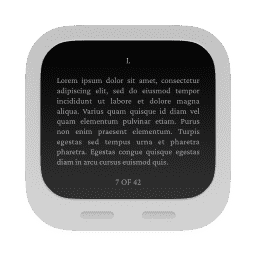 1.
Lorem ipsum dolor sit amet, consectetur
adipiscing elit, sed do eiusmod tempor
incididunt ut labore et dolore magna
aliqua. Varius quam quisque id diam vel
quam elementum pulvinar etiam. Purus
non enim praesent elementum. Turpis
egestas sed tempus urna et pharetra
pharetra. Egestas congue quisque egestas
diam in arcu cursus euismod quis.
7 OF 42